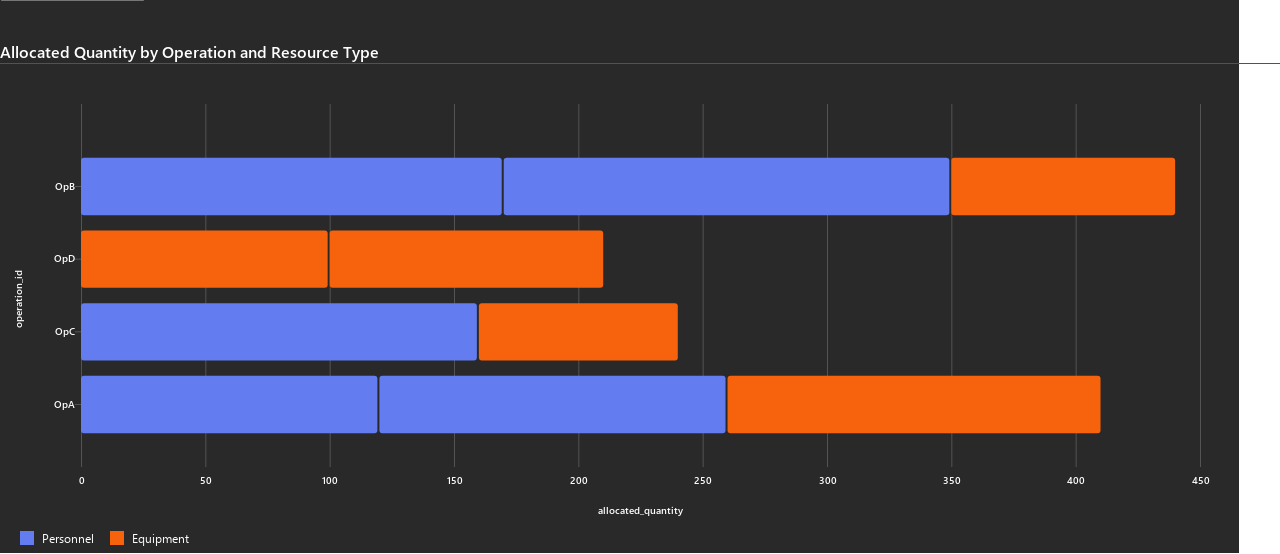 Allocated Quantity by Operation and Resource Type
OpB
OpD
OpC
OpA
operation_id
0 50 100 150 200 250 300 350 400 450
allocated_quantity
Personnel Equipment